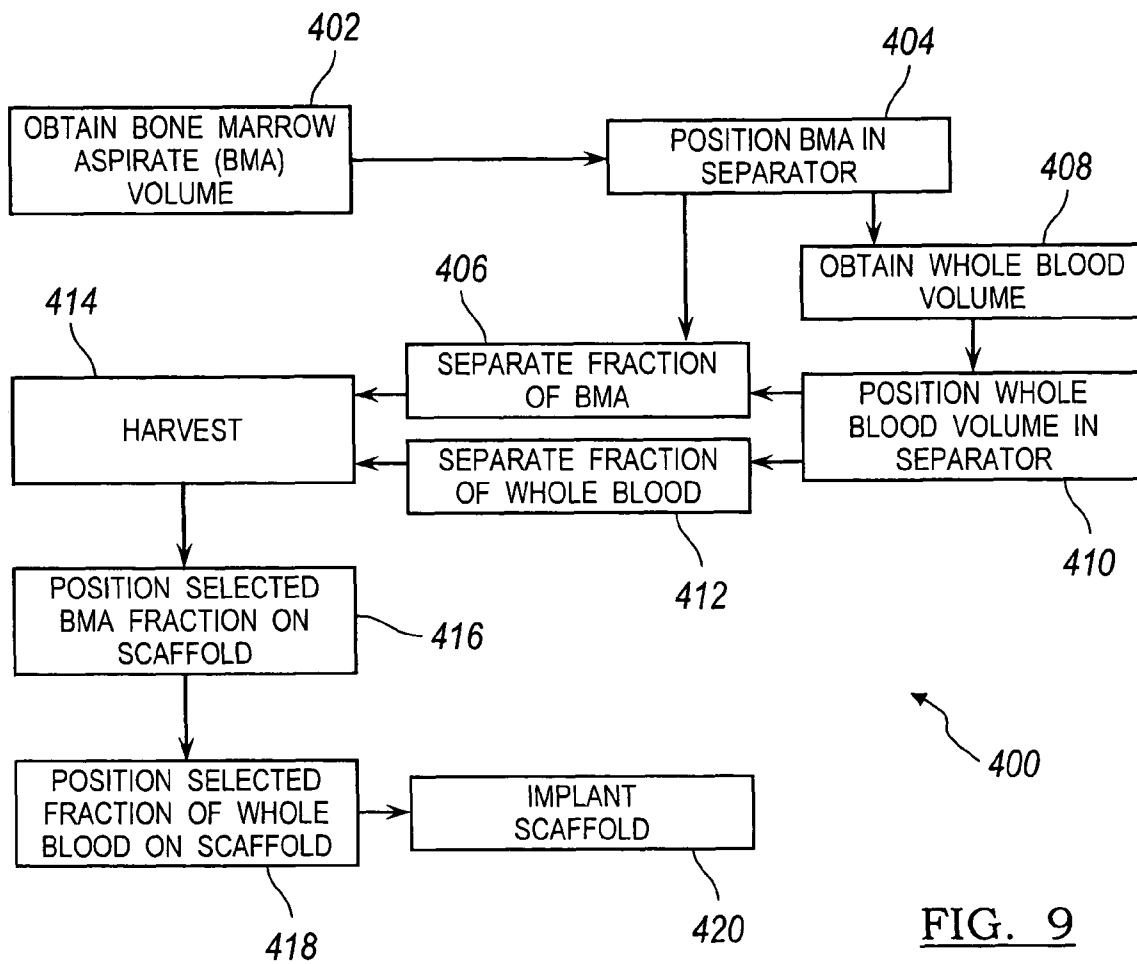 402
OBTAIN BONE MARROW
ASPIRATE (BMA)
VOLUME
404
POSITION BMA IN
SEPARATOR
408
OBTAIN WHOLE BLOOD
VOLUME
406
SEPARATE FRACTION
OF BMA
414
HARVEST
POSITION WHOLE
BLOOD VOLUME IN
SEPARATOR
410
SEPARATE FRACTION
OF WHOLE BLOOD
412
POSITION SELECTED
BMA FRACTION ON
SCAFFOLD
416
400
POSITION SELECTED
FRACTION OF WHOLE
BLOOD ON SCAFFOLD
418
IMPLANT
SCAFFOLD
420
FIG. 9